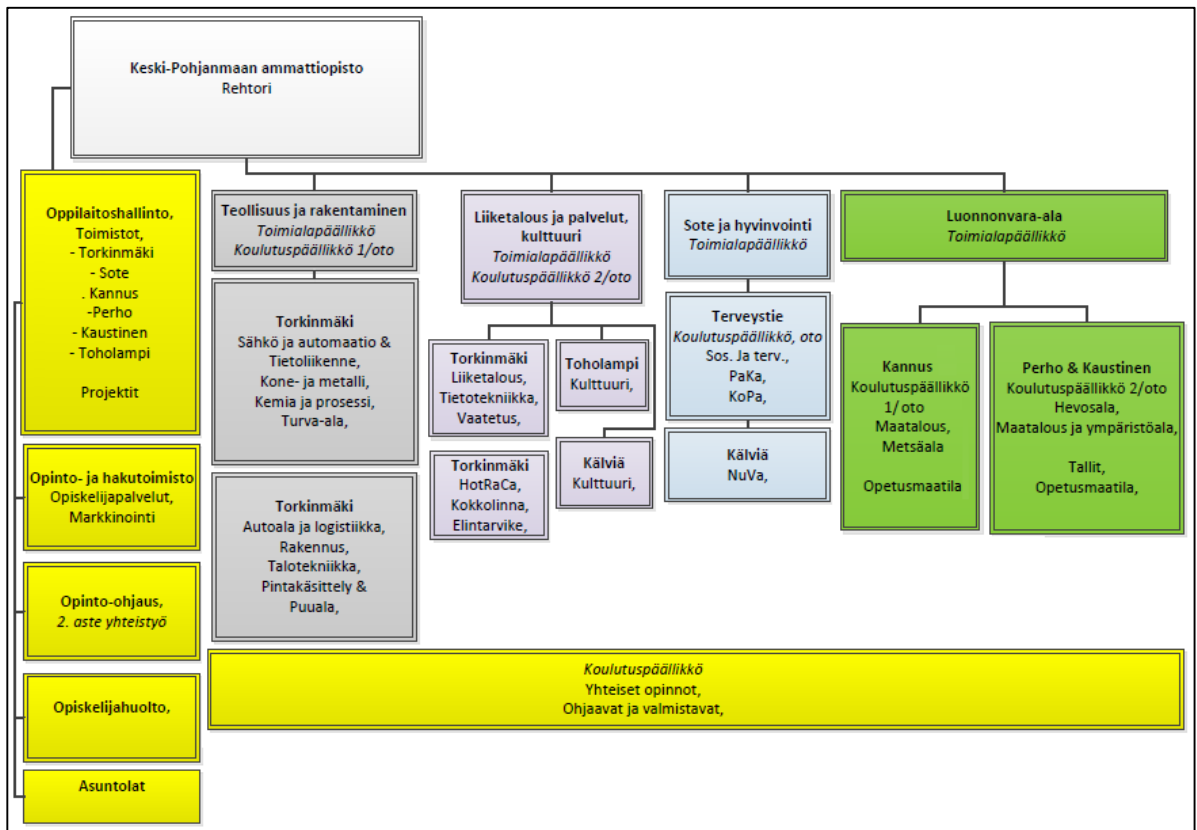 Keski-Pohjanmaan ammattiopisto
Rehtori
Oppilaitoshallinto,
Toimistot,
- Torkinmäki
- Sote
. Kannus
-Perho
- Kaustinen
- Toholampi
Projektit
Opinto- ja hakutoimisto
Opiskelijapalvelut,
Markkinointi
Opinto-ohjaus,
2. aste yhteistyö
Opiskelijahuolto,
Asuntolat
Teollisuus ja rakentaminen
Toimialapäällikkö
Koulutuspäällikkö 1/oto
Torkinmäki
Sähkö ja automaatio &
Tietoliikenne,
Kone- ja metalli,
Kemia ja prosessi,
Turva-ala,
Torkinmäki
Autoala ja logistiikka,
Rakennus,
Talotekniikka,
Pintakäsittely &
Puuala,
Liiketalous ja palvelut,
kulttuuri
Toimialapäällikkö
Koulutuspäällikkö 2/oto
Torkinmäki
Liiketalous,
Tietotekniikka,
Vaatetus,
Torkinmäki
HotRaCa,
Kokkolinna,
Elintarvike,
Toholampi
Kulttuuri,
Kälviä
Kulttuuri,
Sote ja hyvinvointi
Toimialapäällikkö
Terveystie
Koulutuspäällikkö, oto
Sos. Ja terv.,
PaKa,
KoPa,
Kälviä
NuVa,
Luonnonvara-ala
Toimialapäällikkö
Kannus
Koulutuspäällikkö
1/ oto
Maatalous,
Metsäala
Opetusmaatila
Perho & Kaustinen
Koulutuspäällikkö 2/oto
Hevosala,
Maatalous ja ympäristöala,
Tallit,
Opetusmaatila,
Koulutuspäällikkö
Yhteiset opinnot,
Ohjaavat ja valmistavat,